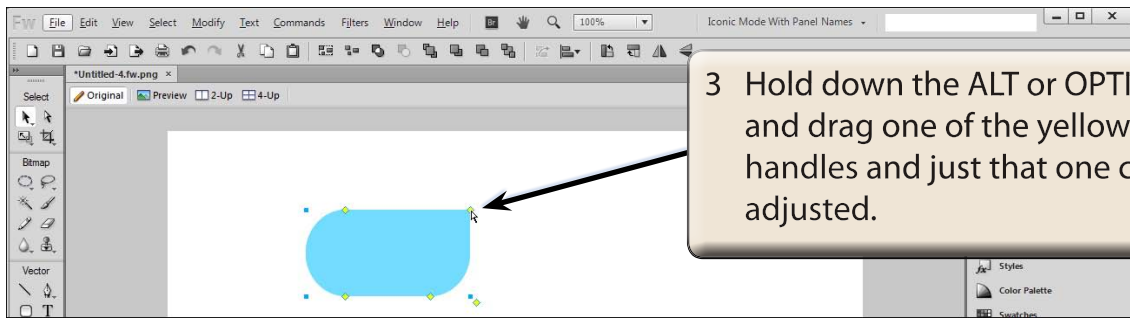 Fw File Edit View Select Modify Text Commands Filters Window Help Br 100% Iconic Mode With Panel Names
*Untitled-4.fw.png ×
Select Original Preview 2-Up 4-Up
Bitmap
Vector
T
3 Hold down the ALT or OPTI
and drag one of the yellow
handles and just that one c
adjusted.
fx Styles
Color Palette
Swatches